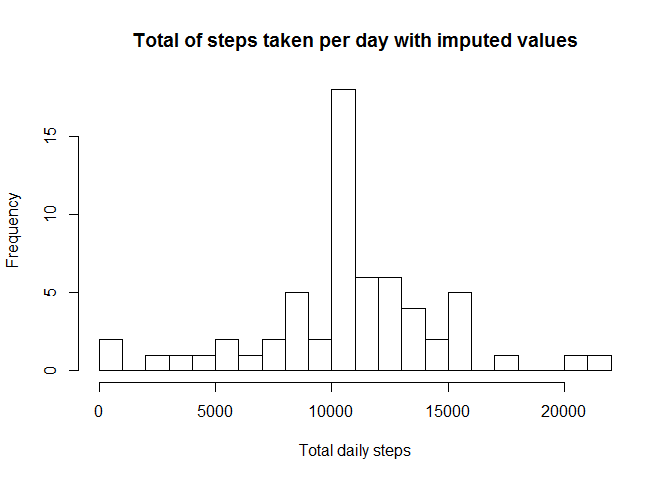 Total of steps taken per day with imputed values
Frequency
15
10
5
0
0 5000 10000 15000 20000
Total daily steps